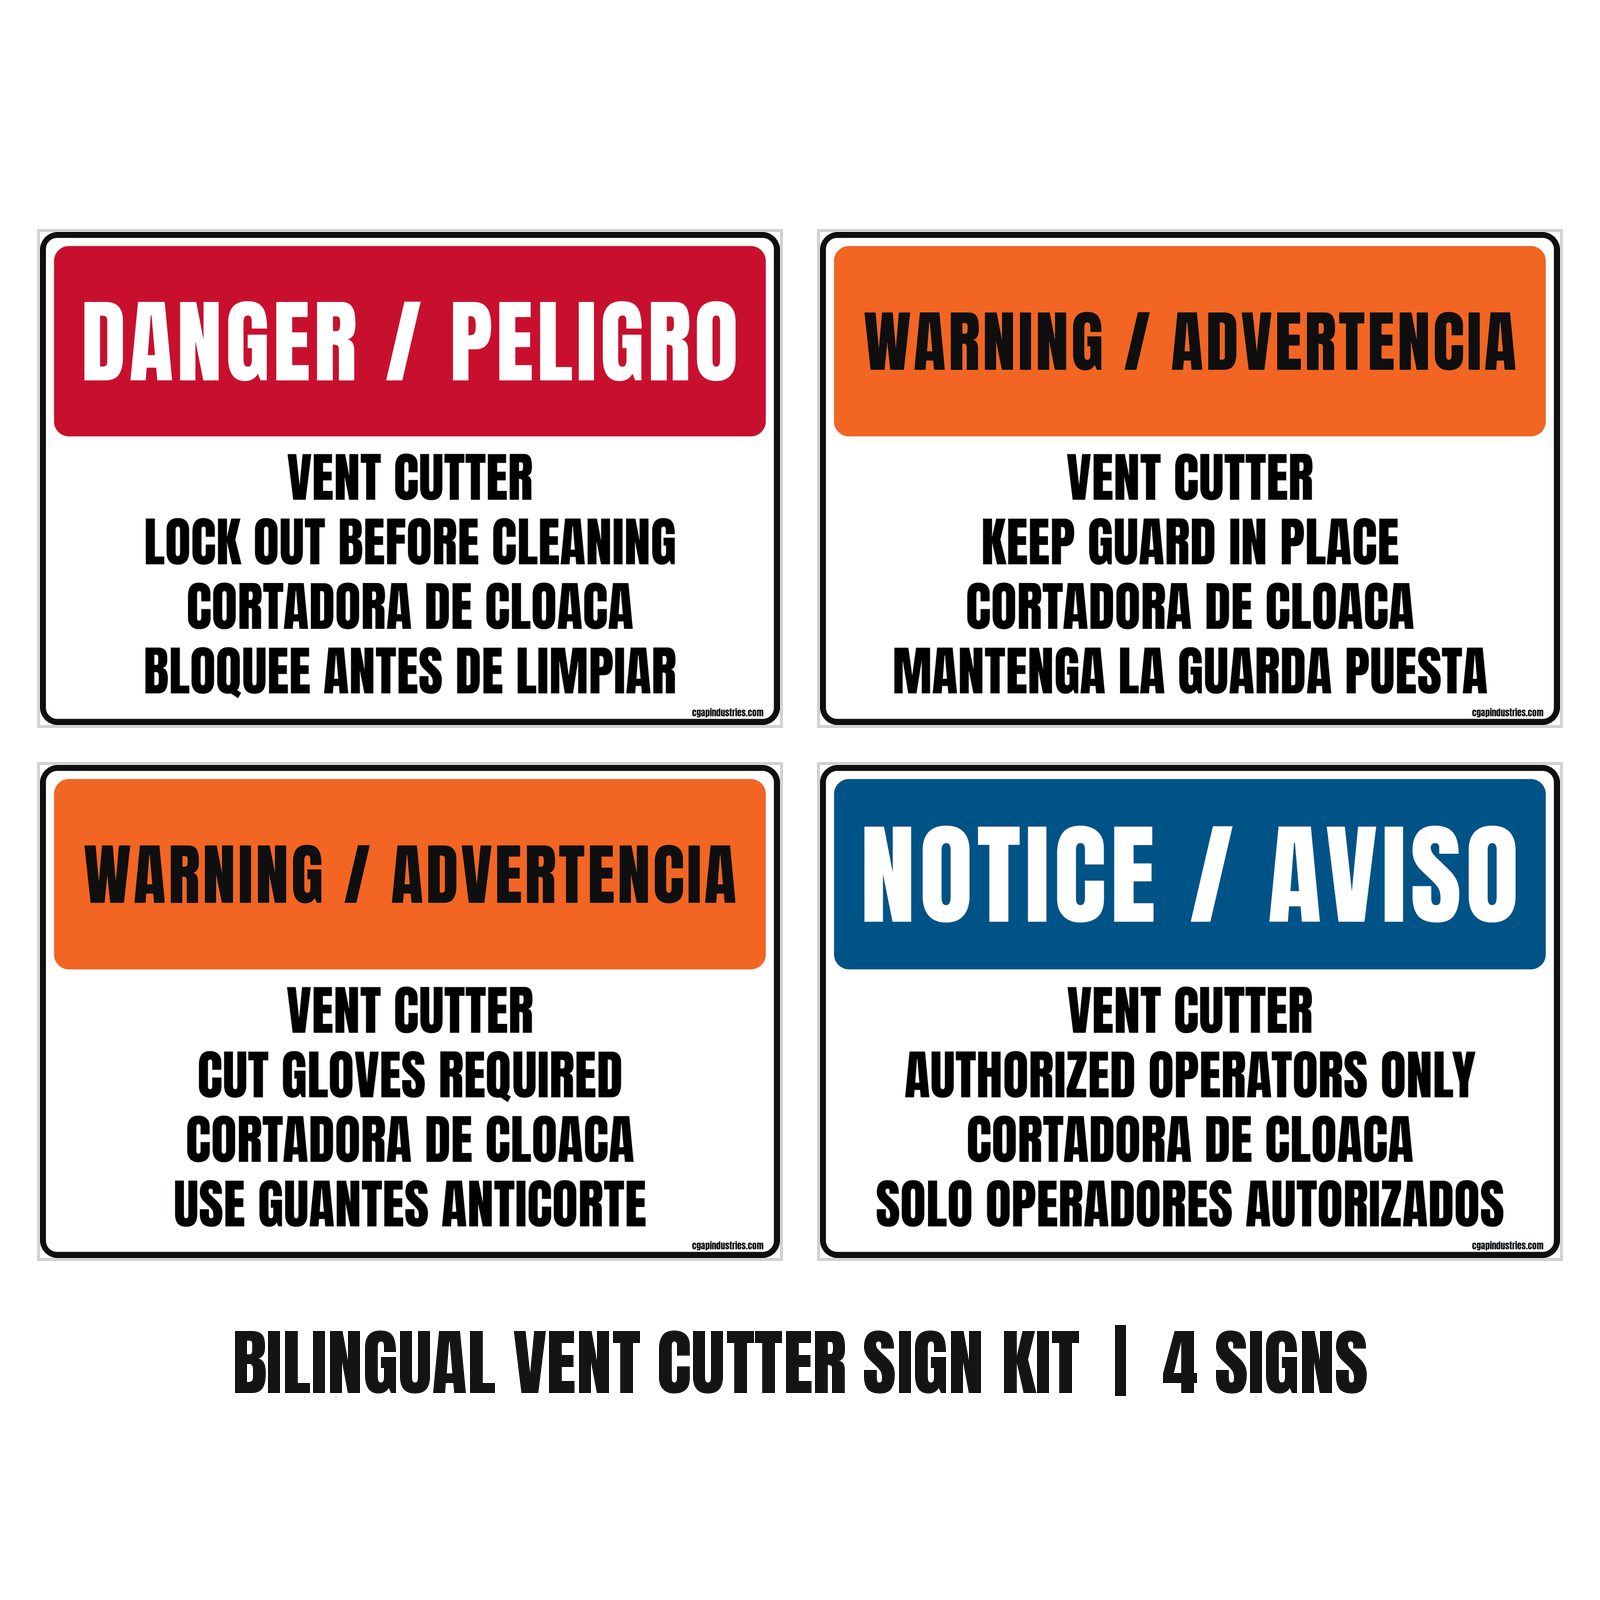 DANGER / PELIGRO
VENT CUTTER
LOCK OUT BEFORE CLEANING
CORTADORA DE CLOACA
BLOQUEE ANTES DE LIMPIAR
cgapindustries.com
WARNING / ADVERTENCIA
VENT CUTTER
KEEP GUARD IN PLACE
CORTADORA DE CLOACA
MANTENGA LA GUARDA PUESTA
cgapindustries.com
WARNING / ADVERTENCIA
VENT CUTTER
CUT GLOVES REQUIRED
CORTADORA DE CLOACA
USE GUANTES ANTICORTE
cgapindustries.com
NOTICE / AVISO
VENT CUTTER
AUTHORIZED OPERATORS ONLY
CORTADORA DE CLOACA
SOLO OPERADORES AUTORIZADOS
cgapindustries.com
BILINGUAL VENT CUTTER SIGN KIT | 4 SIGNS